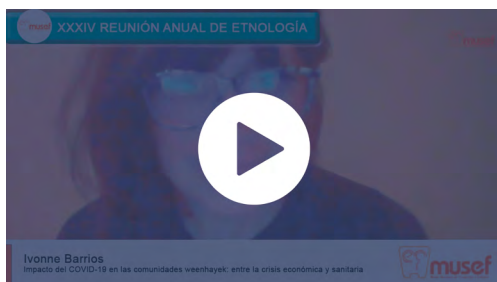 musef XXXIV REUNIÓN ANUAL DE ETNOLOGÍA
Ivonne Barrios
Impacto del COVID-19 en las comunidades weenhayek: entre la crisis económica y sanitaria
musef